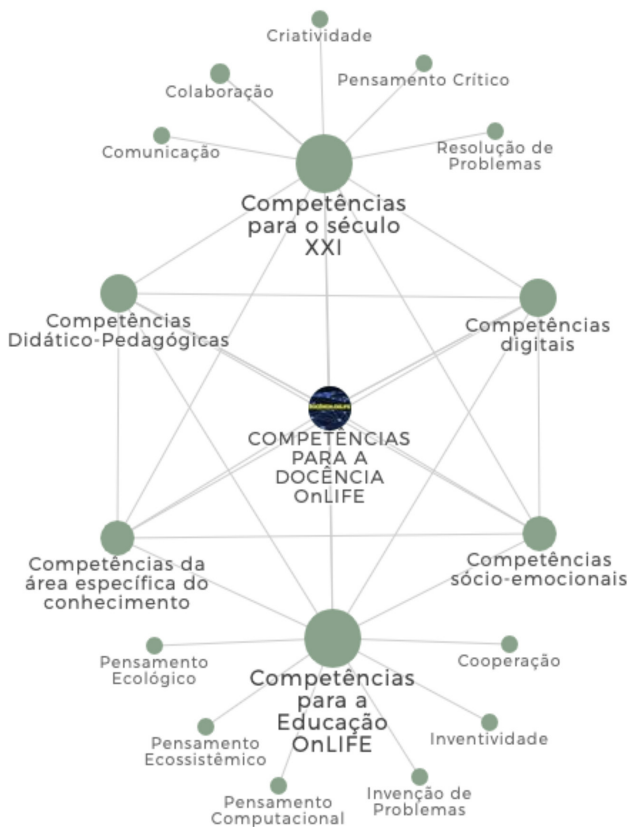 Criatividade
Colaboração
Pensamento Crítico
Comunicação
Resolução de
Problemas
Competências
para o século
XXI
Competências
Didático-Pedagógicas
Competências
digitais
COMPETÊNCIAS
PARA A
DOCÊNCIA
OnLIFE
Competências da
área específica do
conhecimento
Competências
sócio-emocionais
Pensamento
Ecológico
Competências
para a
Educação
OnLIFE
Cooperação
Pensamento
Ecossistêmico
Inventividade
Pensamento
Computacional
Invenção de
Problemas